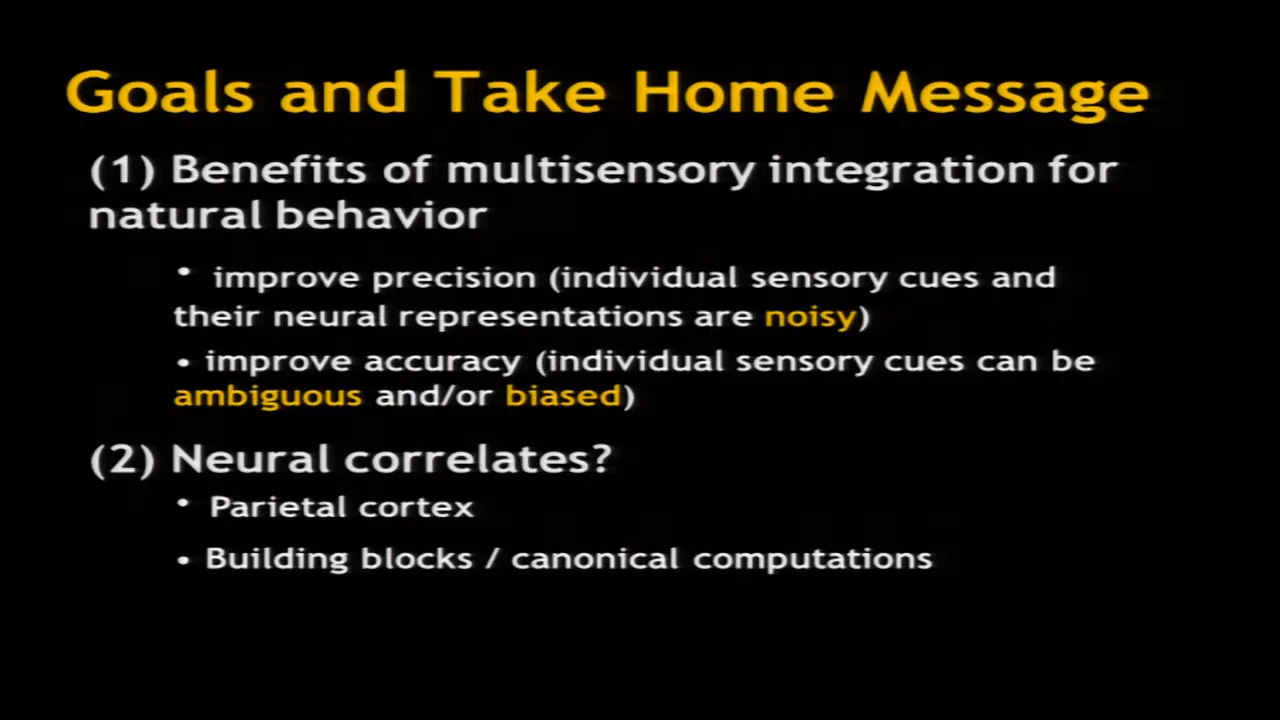 Goals and Take Home Message
(1) Benefits of multisensory integration for
natural behavior
• improve precision (individual sensory cues and
their neural representations are noisy)
• improve accuracy (individual sensory cues can be
ambiguous and/or biased)
(2) Neural correlates?
• Parietal cortex
• Building blocks / canonical computations